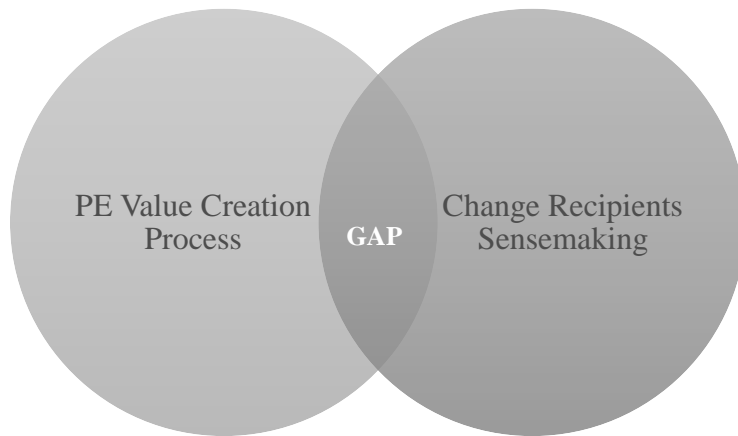 PE Value Creation
Process
GAP
Change Recipients
Sensemaking